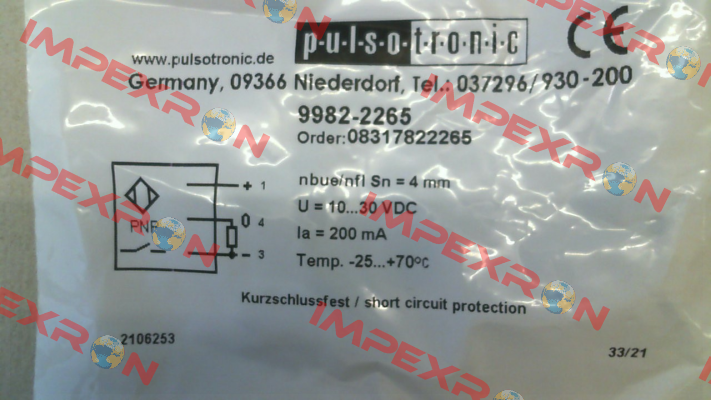 p·u·l·s·o·t·r·o·n·i·c CE
www.pulsotronic.de
Germany, 09366 Niederdorf, Tel.: 037296/930-200
9982-2265
Order:08317822265
nbue/nfl Sn = 4 mm
U = 10...30 VDC
Ia = 200 mA
Temp. -25...+70°C
PNP
+ 1
0 4
- 3
Kurzschlussfest / short circuit protection
2106253
33/21
IMPEXRON
IMPEXRON
IMPEXRON
IMPEXRON
IMPEXRON
IMPEXRON